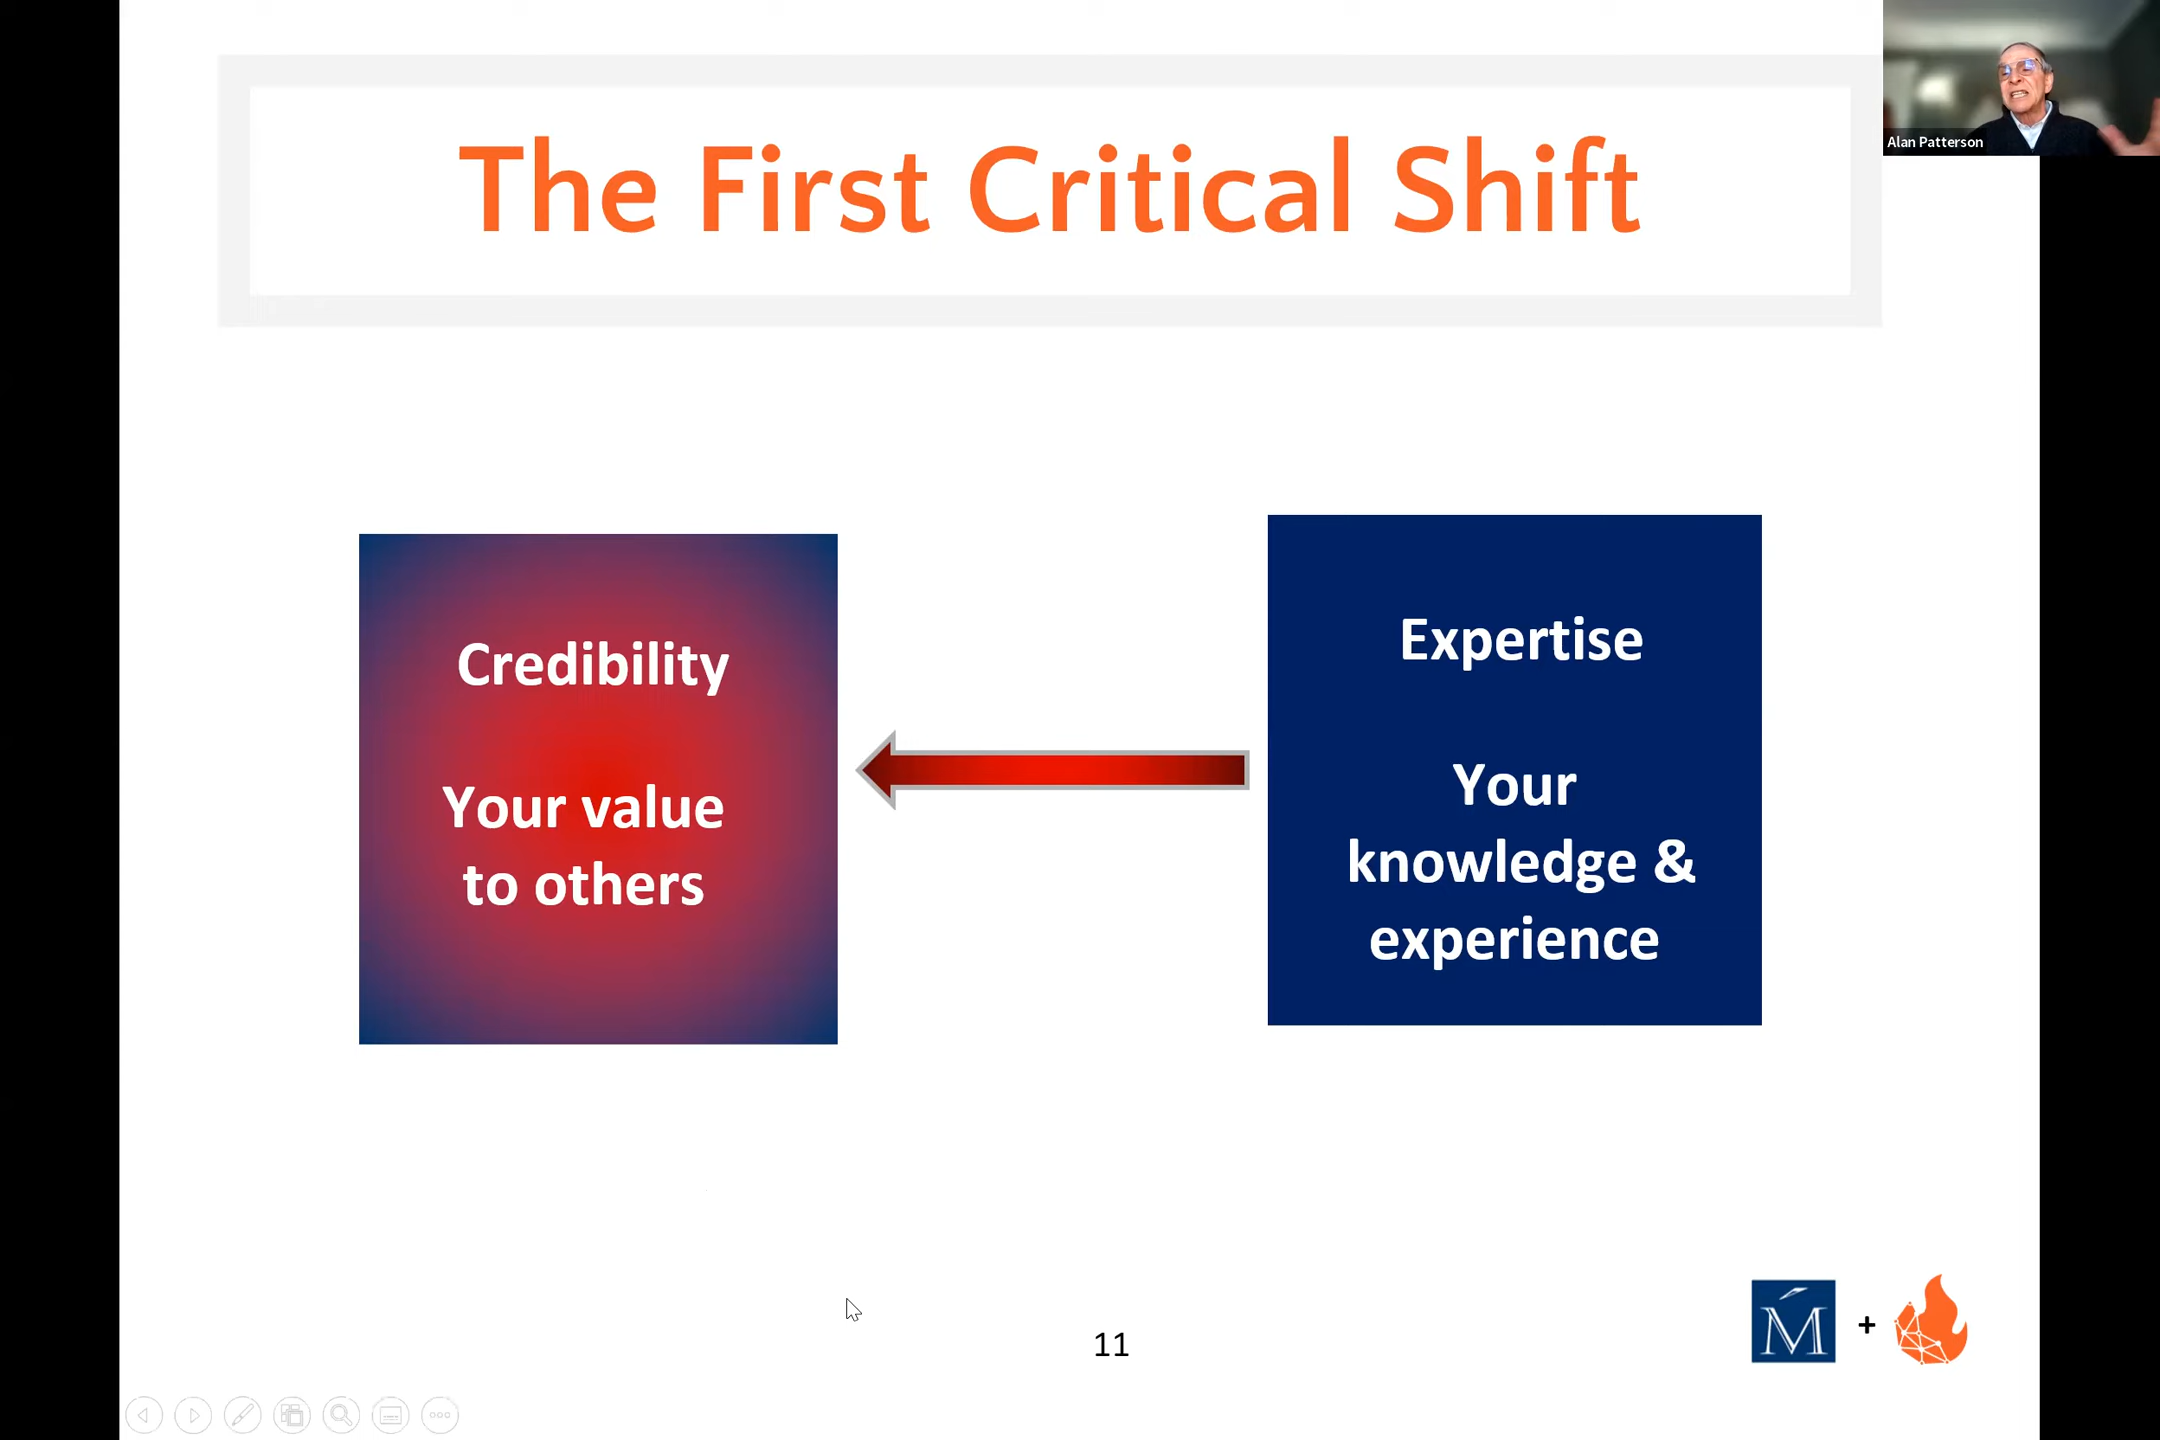 The First Critical Shift
Alan Patterson
Credibility
Your value
to others
Expertise
Your
knowledge &
experience
11
M
+